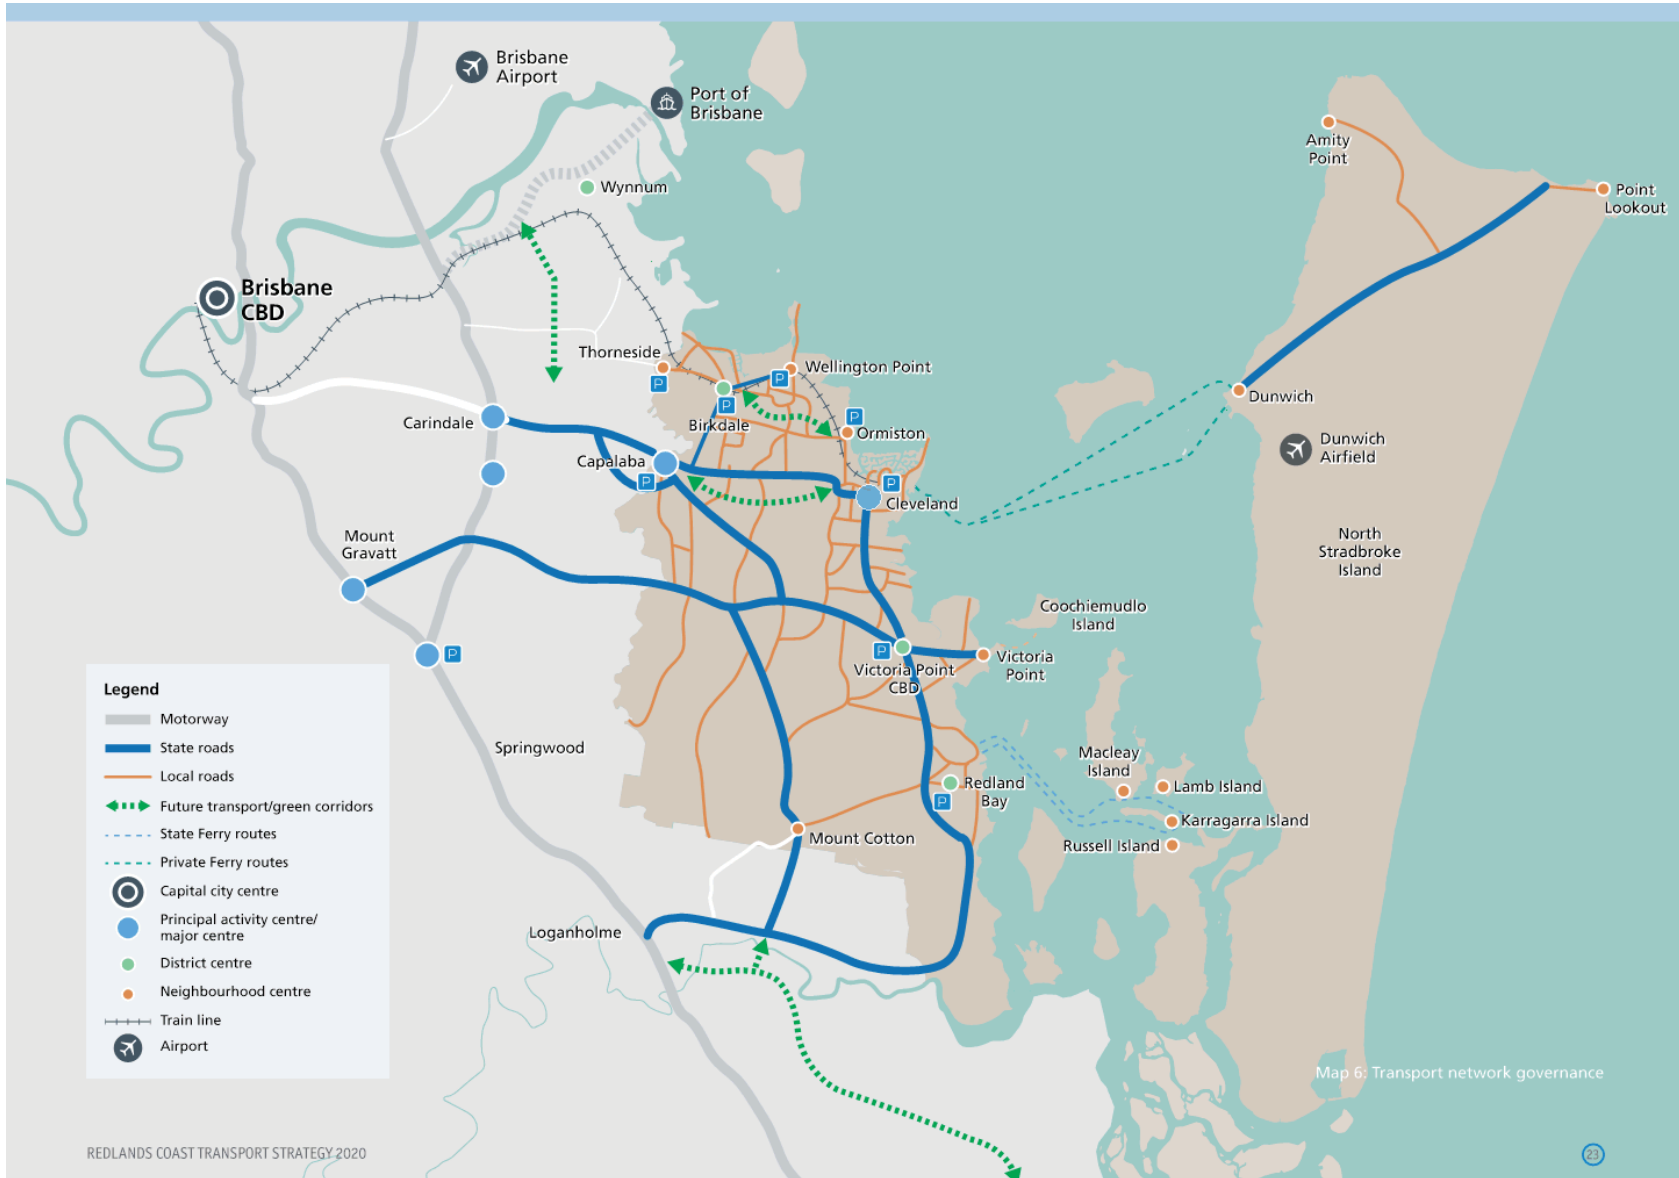 Brisbane
Airport
Port of
Brisbane
Wynnum
Amity
Point
Point
Lookout
Brisbane
CBD
Thorneside
P
Wellington Point
P
P
Birkdale
P
Ormiston
Dunwich
Carindale
Capalaba
P
P
Cleveland
Dunwich
Airfield
Mount
Gravatt
North
Stradbroke
Island
Coochiemudlo
Island
P
P
Victoria Point
CBD
Victoria
Point
Springwood
Macleay
Island
Lamb Island
Redland
Bay
P
Karragarra Island
Mount Cotton
Russell Island
Loganholme
Legend
Motorway
State roads
Local roads
Future transport/green corridors
State Ferry routes
Private Ferry routes
Capital city centre
Principal activity centre/
major centre
District centre
Neighbourhood centre
Train line
Airport
Map 6: Transport network governance
REDLANDS COAST TRANSPORT STRATEGY 2020
23